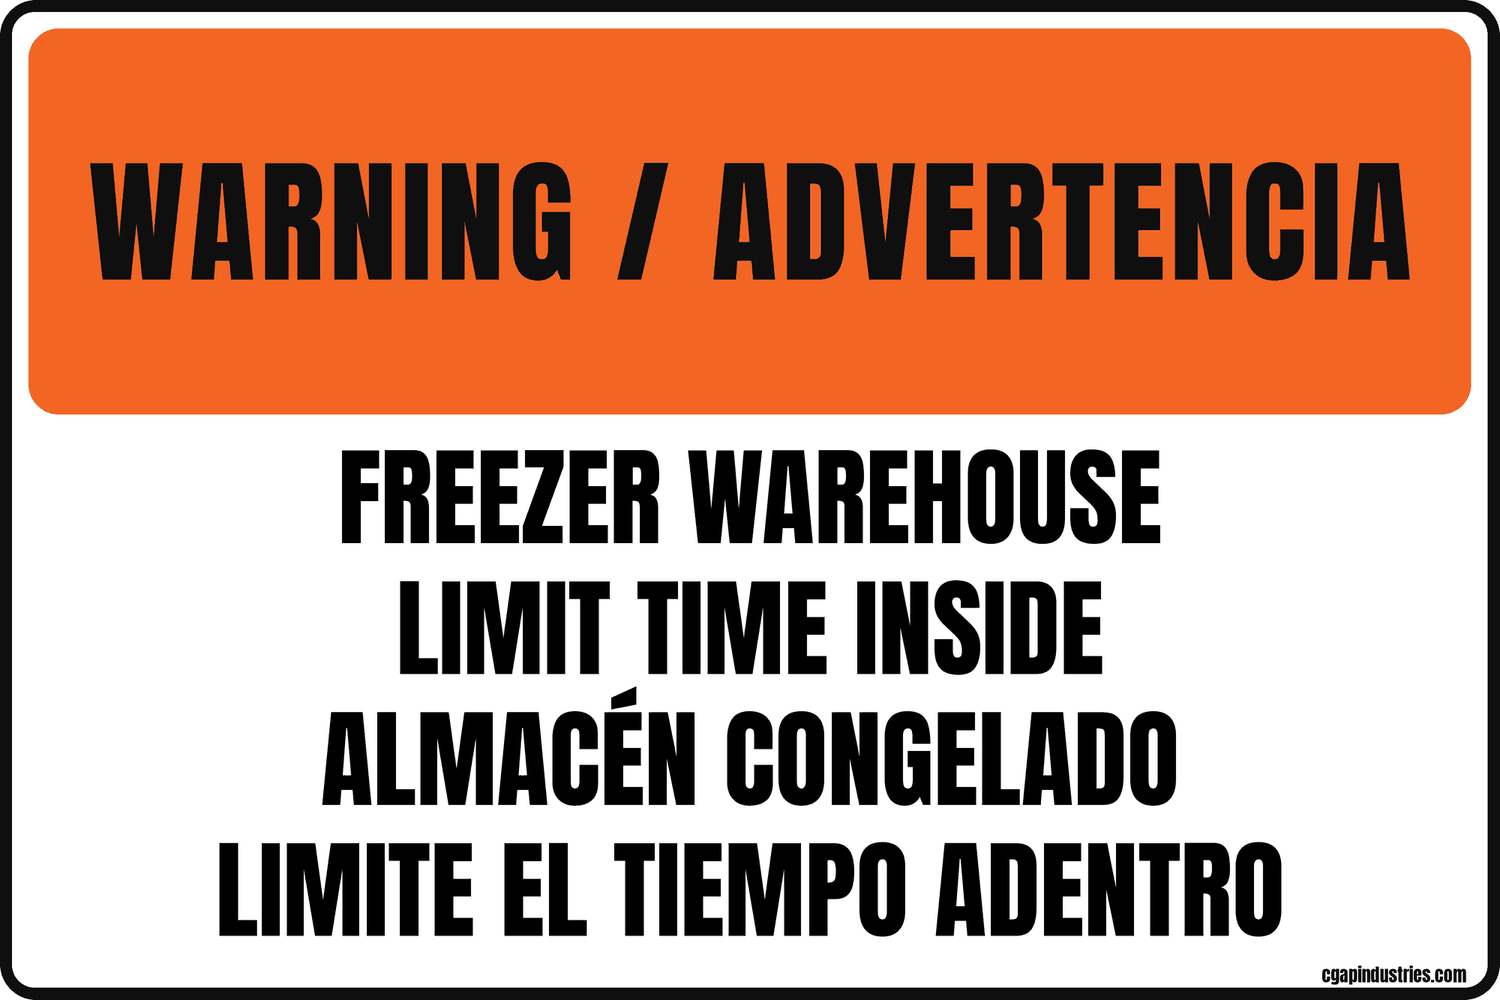 WARNING / ADVERTENCIA
FREEZER WAREHOUSE
LIMIT TIME INSIDE
ALMACÉN CONGELADO
LIMITE EL TIEMPO ADENTRO
cgapindustries.com